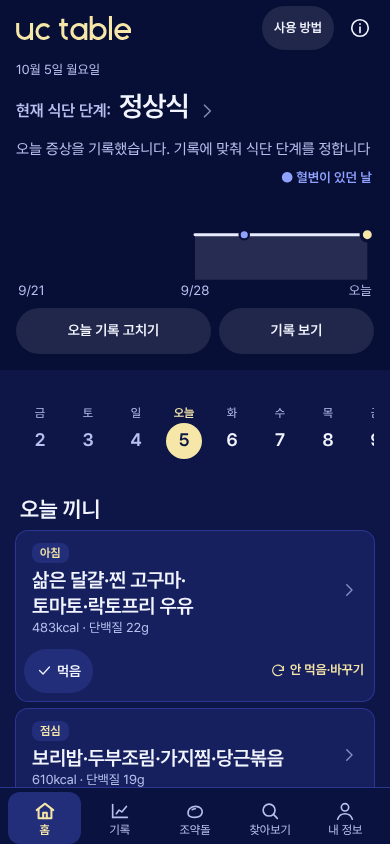 uc table
사용 방법
10월 5일 월요일
현재 식단 단계: 정상식
오늘 증상을 기록했습니다. 기록에 맞춰 식단 단계를 정합니다
혈변이 있던 날
9/21 9/28 오늘
오늘 기록 고치기 기록 보기
금 토 일 오늘 화 수 목
2 3 4 5 6 7 8
오늘 끼니
아침
삶은 달걀·찐 고구마·
토마토·락토프리 우유
483kcal · 단백질 22g
먹음 안 먹음·바꾸기
점심
보리밥·두부조림·가지찜·당근볶음
610kcal · 단백질 19g
홈 기록 조약돌 찾아보기 내 정보